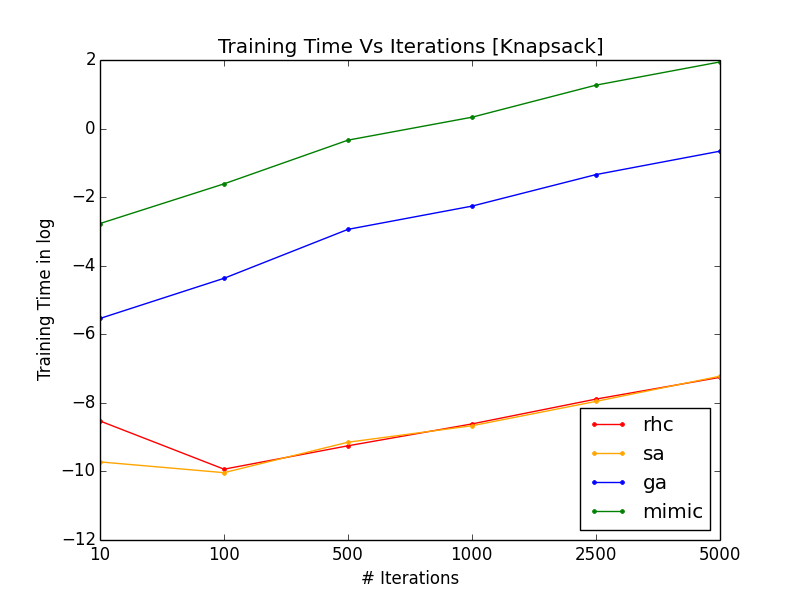 Training Time Vs Iterations [Knapsack]
2
0
−2
−4
−6
−8
−10
−12
Training Time in log
rhc
sa
ga
mimic
10 100 500 1000 2500 5000
# Iterations